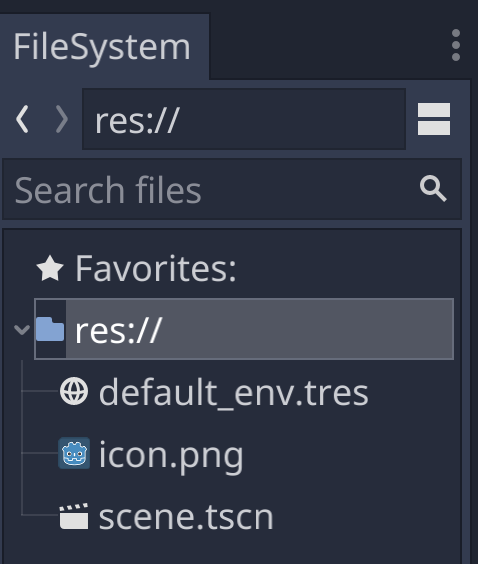 FileSystem
res://
Search files
Favorites:
res://
default_env.tres
icon.png
scene.tscn